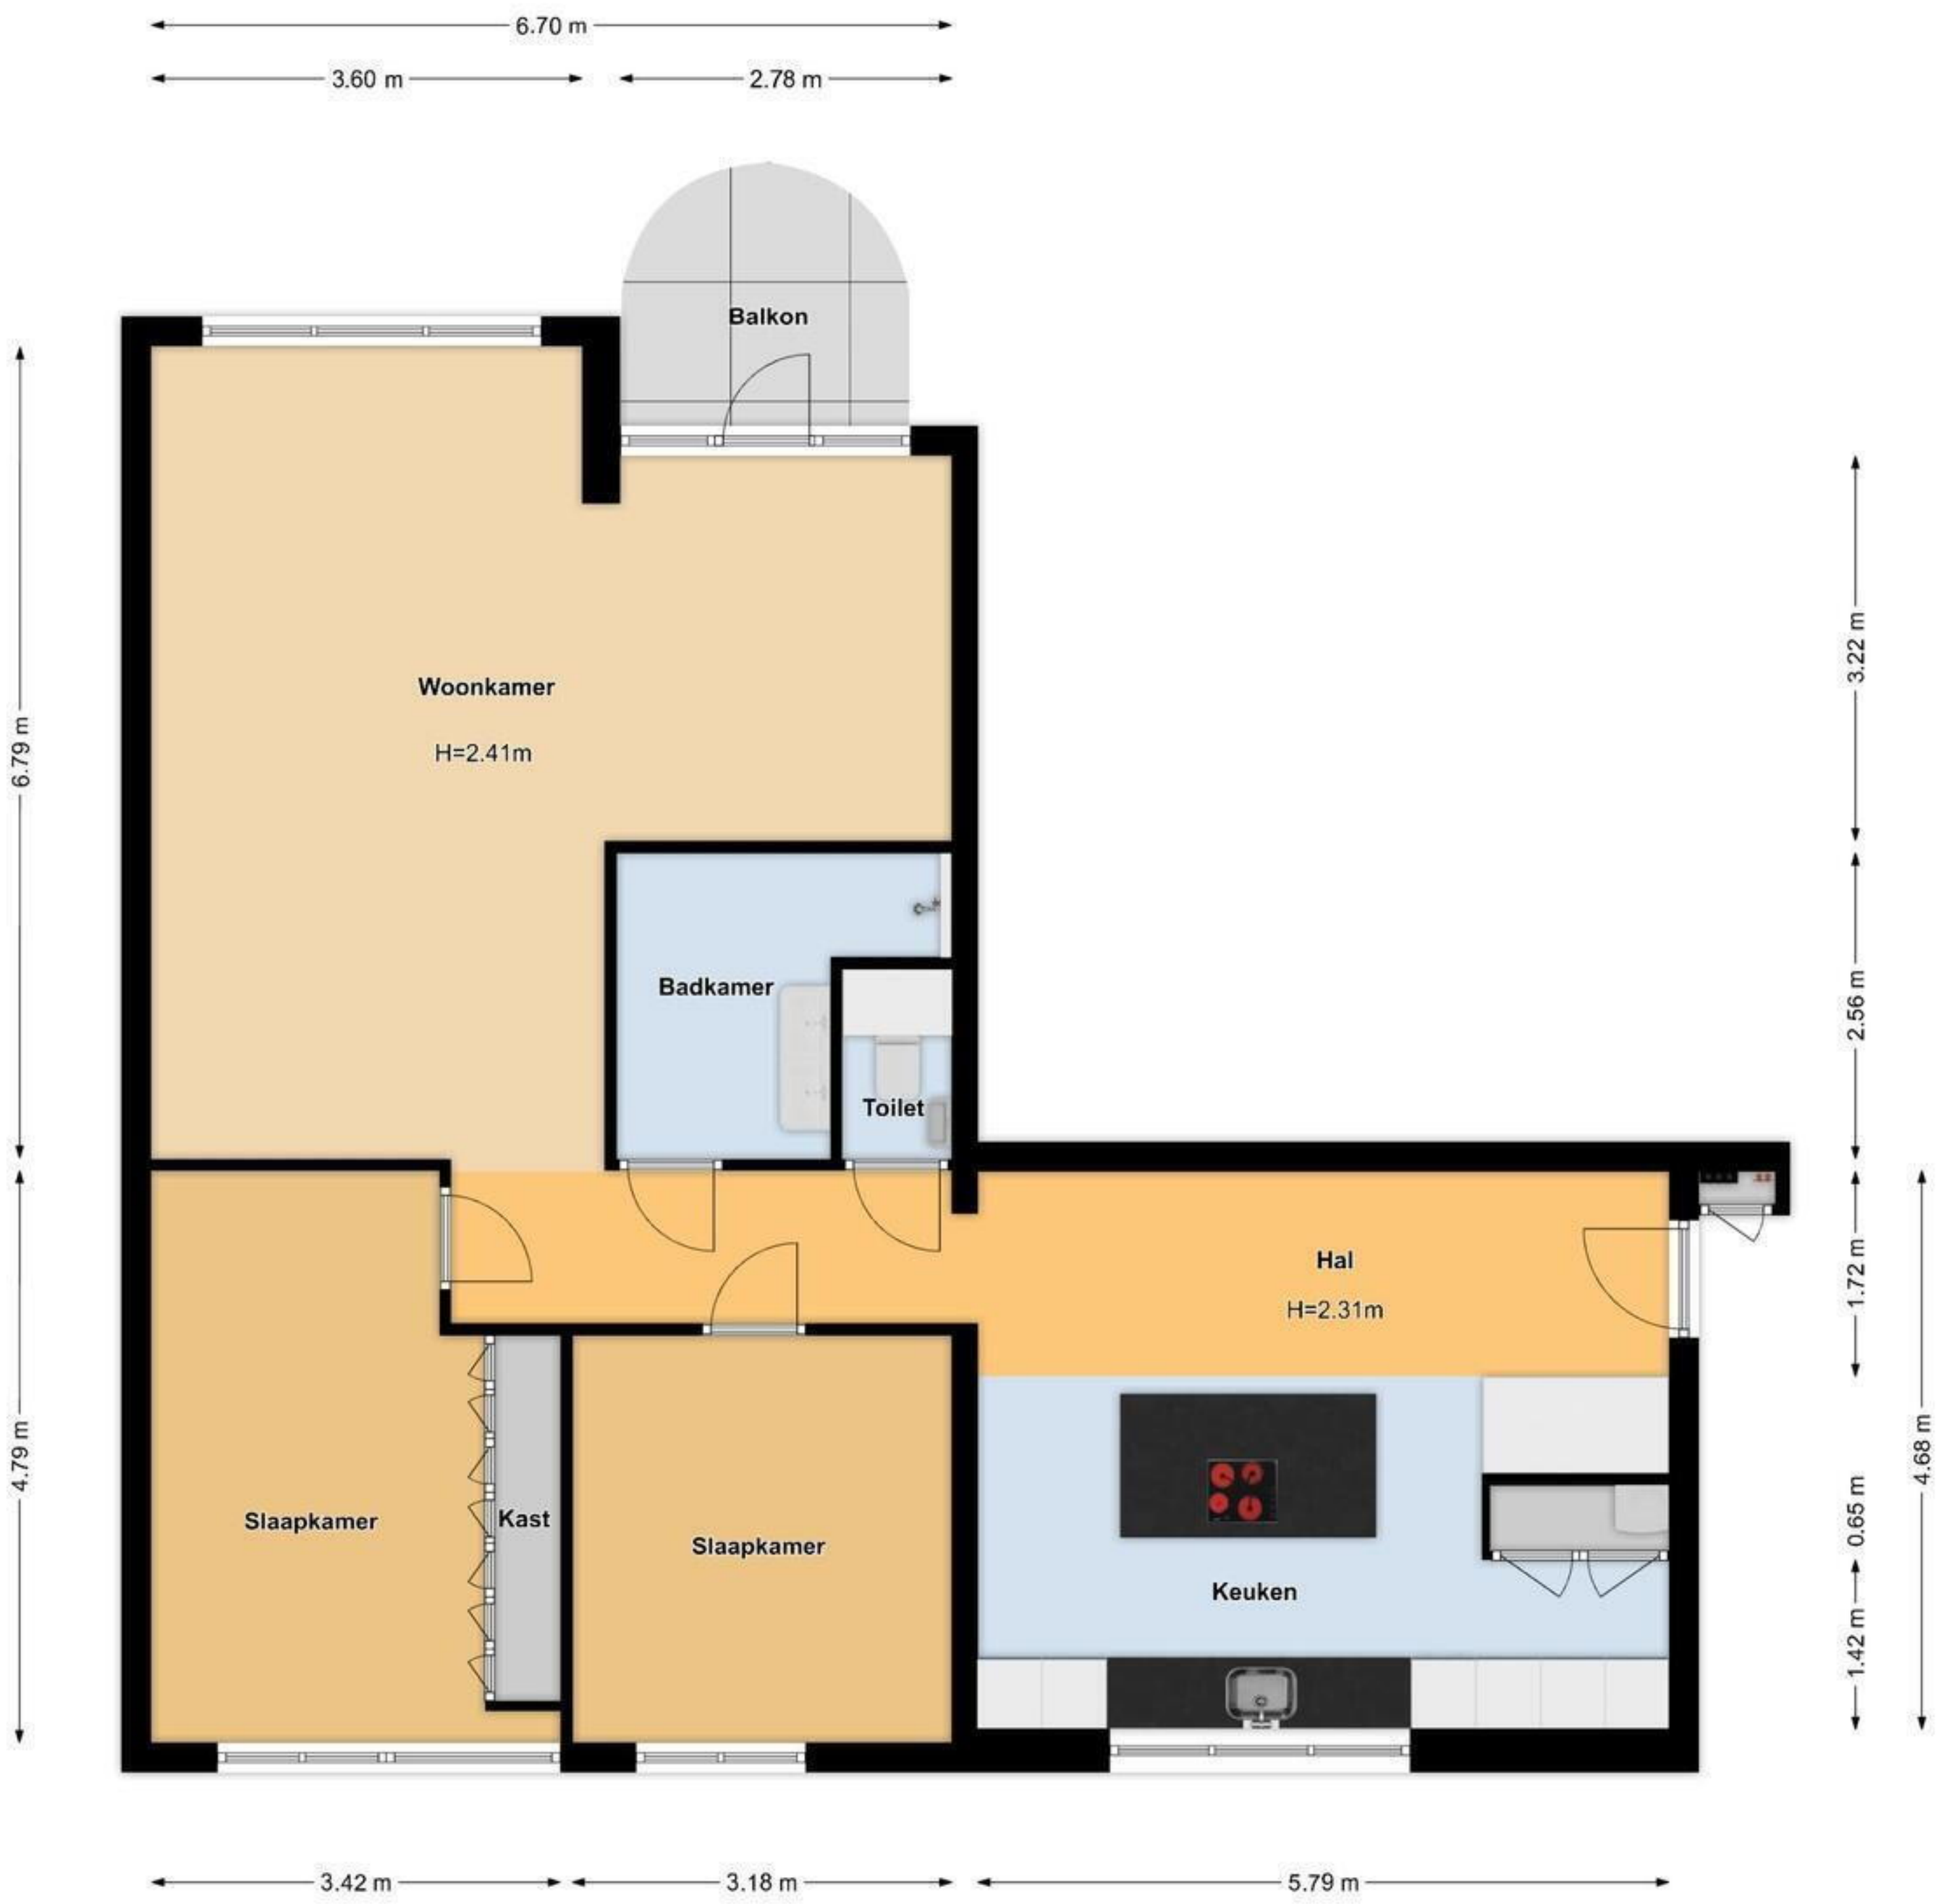 6.70 m
3.60 m
2.78 m
Balkon
3.22 m
Woonkamer
6.79 m
H=2.41m
Badkamer
2.56 m
Toilet
Hal
1.72 m
H=2.31m
4.79 m
4.68 m
Slaapkamer
Kast
0.65 m
Slaapkamer
Keuken
1.42 m
3.42 m
3.18 m
5.79 m